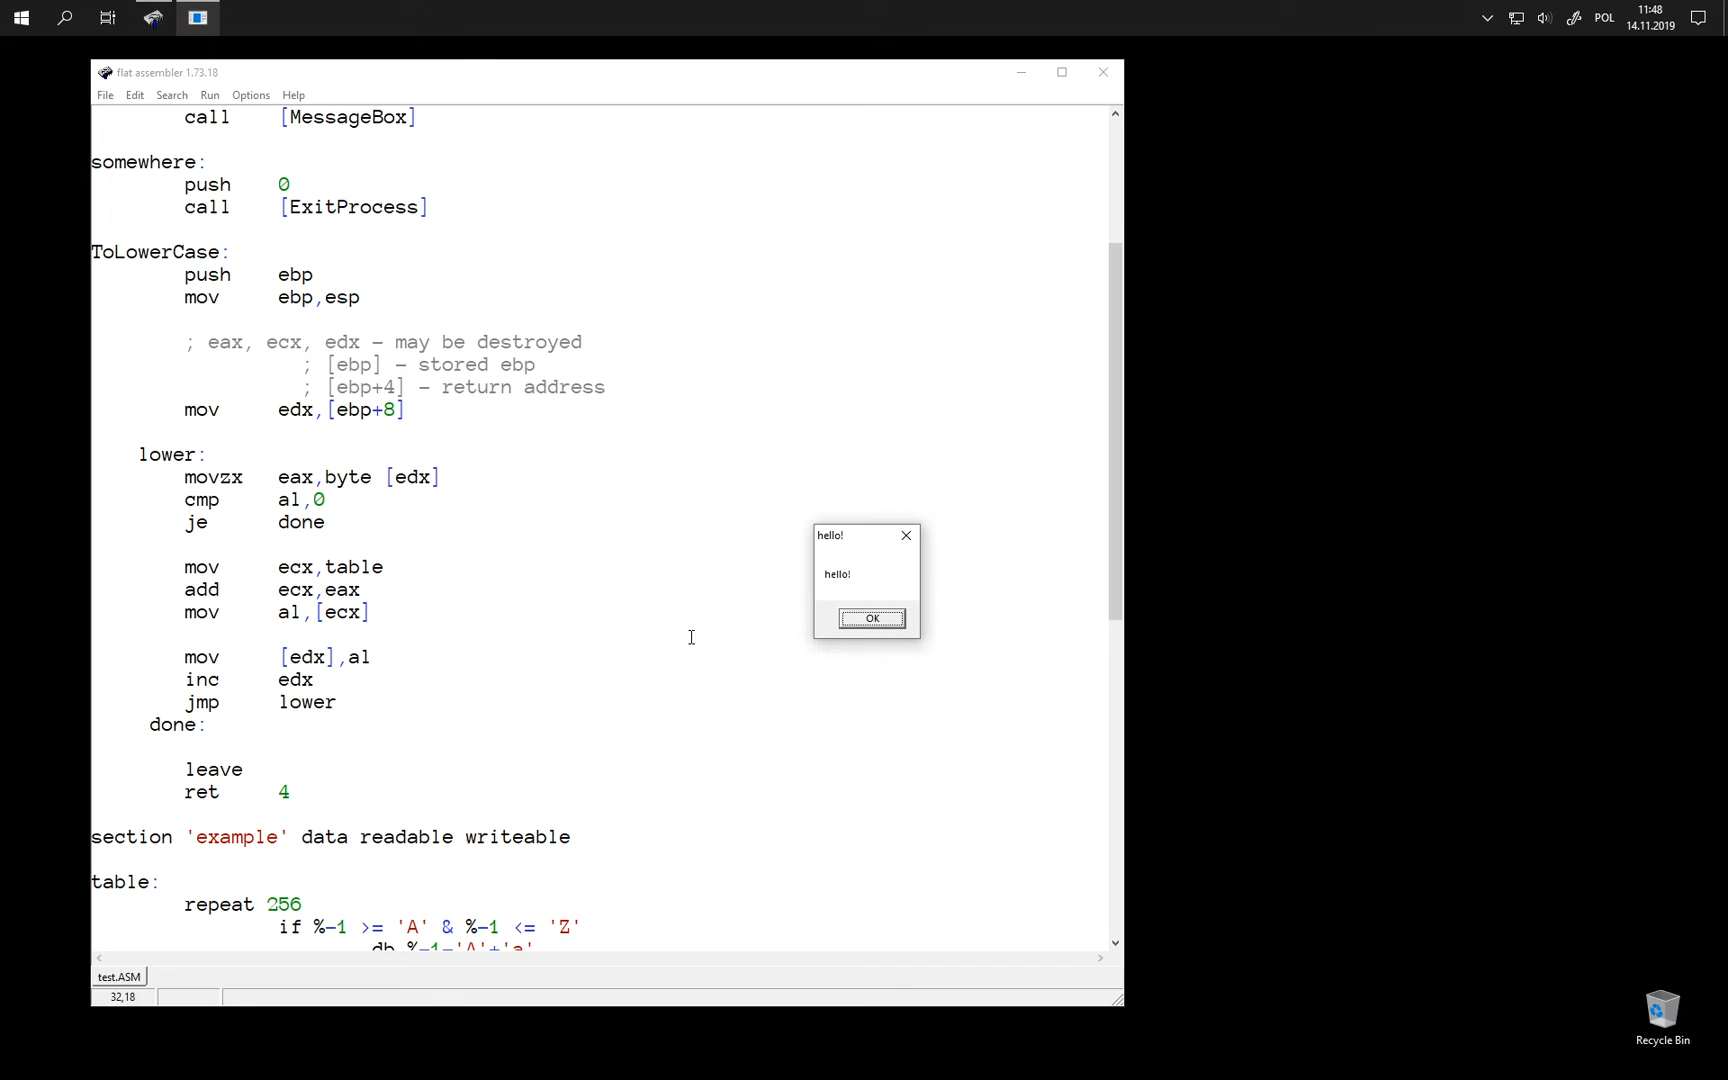 POL
11:48
14.11.2019
flat assembler 1.73.18
File Edit Search Run Options Help
call [MessageBox]
somewhere:
push 0
call [ExitProcess]
ToLowerCase:
push ebp
mov ebp,esp
; eax, ecx, edx - may be destroyed
; [ebp] - stored ebp
; [ebp+4] - return address
mov edx,[ebp+8]
lower:
movzx eax,byte [edx]
cmp al,0
je done
mov ecx,table
add ecx,eax
mov al,[ecx]
mov [edx],al
inc edx
jmp lower
done:
leave
ret 4
section 'example' data readable writeable
table:
repeat 256
if %-1 >= 'A' & %-1 <= 'Z'
db %-1-'A'+'a'
hello!
hello!
OK
test.ASM
32,18
Recycle Bin